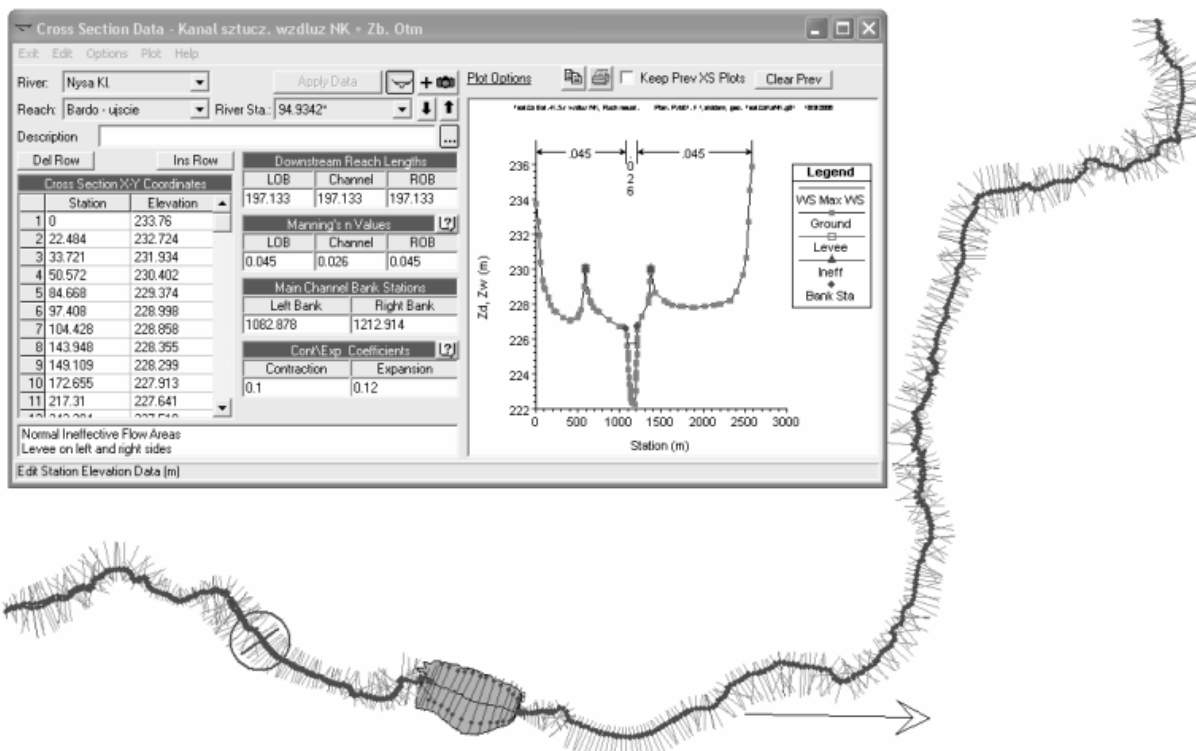 Cross Section Data - Kanal sztucz. wzdluz NK + Zb. Otm
Exit Edit Options Plot Help
River: Nysa Kl. Apply Data
Reach: Bardo - ujscie River Sta.: 94.9342*
Description ...
Del Row Ins Row
Cross Section X-Y Coordinates
Station Elevation
1 0 233.76
2 22.484 232.724
3 33.721 231.934
4 50.572 230.402
5 84.668 229.374
6 97.408 228.998
7 104.428 228.858
8 143.948 228.355
9 149.109 228.299
10 172.655 227.913
11 217.31 227.641
Downstream Reach Lengths
LOB Channel ROB
197.133 197.133 197.133
Manning's n Values ?
LOB Channel ROB
0.045 0.026 0.045
Main Channel Bank Stations
Left Bank Right Bank
1082.878 1212.914
Cont\Exp Coefficients ?
Contraction Expansion
0.1 0.12
Normal Ineffective Flow Areas
Levee on left and right sides
Edit Station Elevation Data (m)
Plot Options Keep Prev XS Plots Clear Prev
.045 .026 .045
236
234
232
230
228
226
224
222
Zd, Zw (m)
0 500 1000 1500 2000 2500 3000
Station (m)
Legend
WS Max WS
Ground
Levee
Ineff
Bank Sta